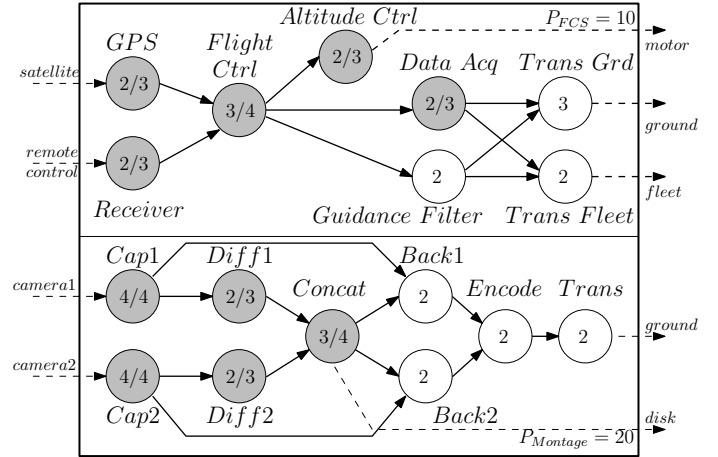 Altitude Ctrl
P_FCS = 10
GPS
Flight
Ctrl
Data Acq
Trans Grd
motor
satellite
2/3
2/3
3/4
2/3
3
ground
remote
control
2/3
2
2
fleet
Receiver
Guidance Filter
Trans Fleet
Cap1
Diff1
Back1
Concat
Encode
Trans
camera1
4/4
2/3
2
ground
3/4
2
2
camera2
4/4
2/3
2
Cap2
Diff2
Back2
disk
P_Montage = 20